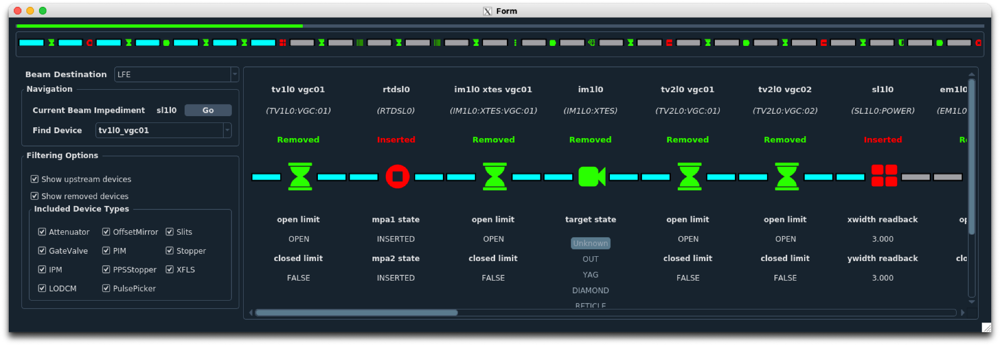 Form
Beam Destination LFE
Navigation
Current Beam Impediment sl1l0 Go
Find Device tv1l0_vgc01
Filtering Options
Show upstream devices
Show removed devices
Included Device Types
Attenuator OffsetMirror Slits
GateValve PIM Stopper
IPM PPSStopper XFLS
LODCM PulsePicker
tv1l0 vgc01 rtdsl0 im1l0 xtes vgc01 im1l0 tv2l0 vgc01 tv2l0 vgc02 sl1l0 em1l0
(TV1L0:VGC:01) (RTDSL0) (IM1L0:XTES:VGC:01) (IM1L0:XTES) (TV2L0:VGC:01) (TV2L0:VGC:02) (SL1L0:POWER) (EM1L0
Removed Inserted Removed Removed Removed Removed Inserted
open limit mpa1 state open limit target state open limit open limit xwidth readback
OPEN INSERTED OPEN Unknown OPEN OPEN 3.000
closed limit mpa2 state closed limit OUT closed limit closed limit ywidth readback clo
FALSE INSERTED FALSE YAG FALSE FALSE 3.000
DIAMOND
RETICLE